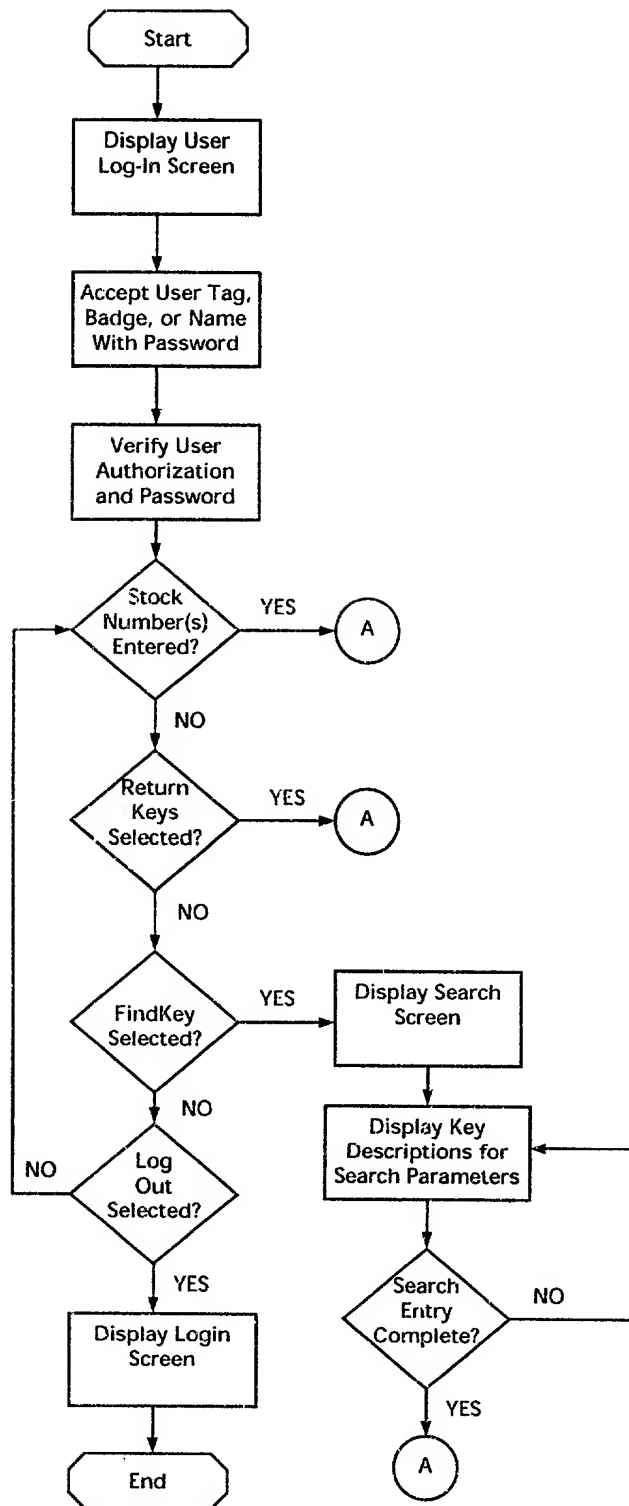 Start
Display User
Log-In Screen
Accept User Tag,
Badge, or Name
With Password
Verify User
Authorization
and Password
Stock
Number(s)
Entered?
YES
A
NO
Return
Keys
Selected?
YES
A
NO
FindKey
Selected?
YES
Display Search
Screen
NO
Display Key
Descriptions for
Search Parameters
Log
Out
Selected?
NO
YES
Search
Entry
Complete?
NO
Display Login
Screen
YES
End
A